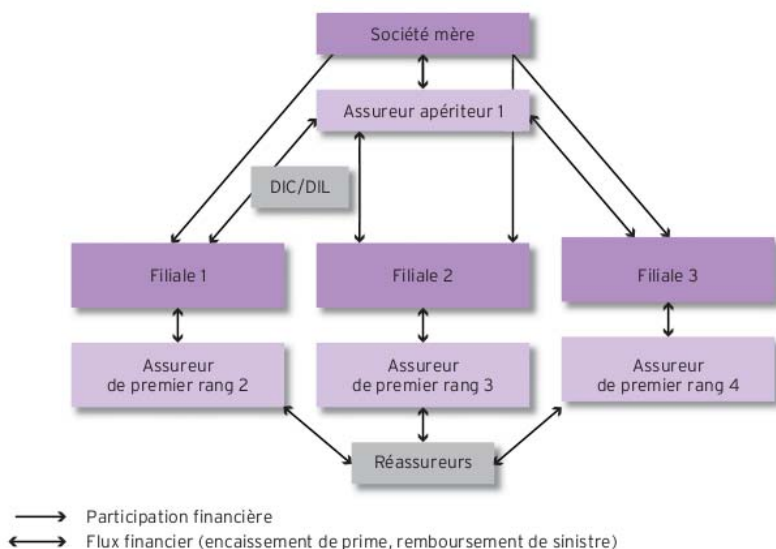 Société mère
Assureur apériteur 1
DIC/DIL
Filiale 1
Filiale 2
Filiale 3
Assureur
de premier rang 2
Assureur
de premier rang 3
Assureur
de premier rang 4
Réassureurs
Participation financière
Flux financier (encaissement de prime, remboursement de sinistre)